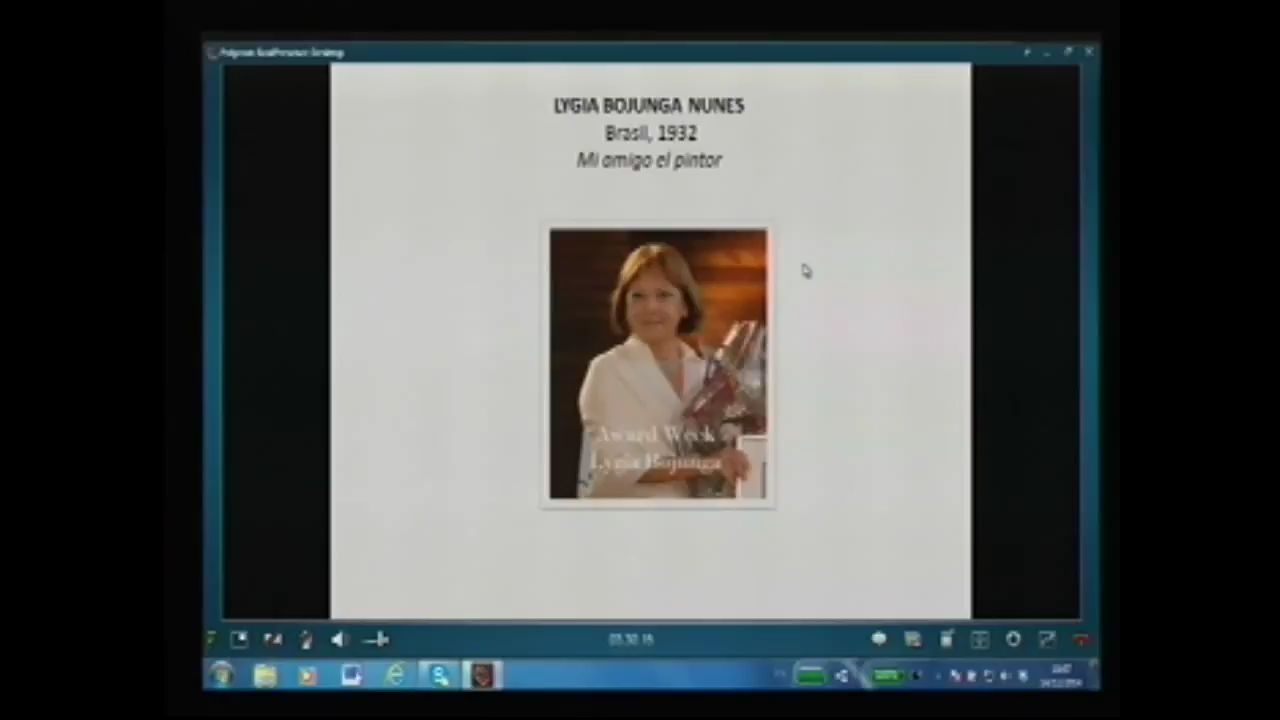 LYGIA BOJUNGA NUNES
Brasil, 1932
Mi amigo el pintor
Award Week
Lygia Bojunga